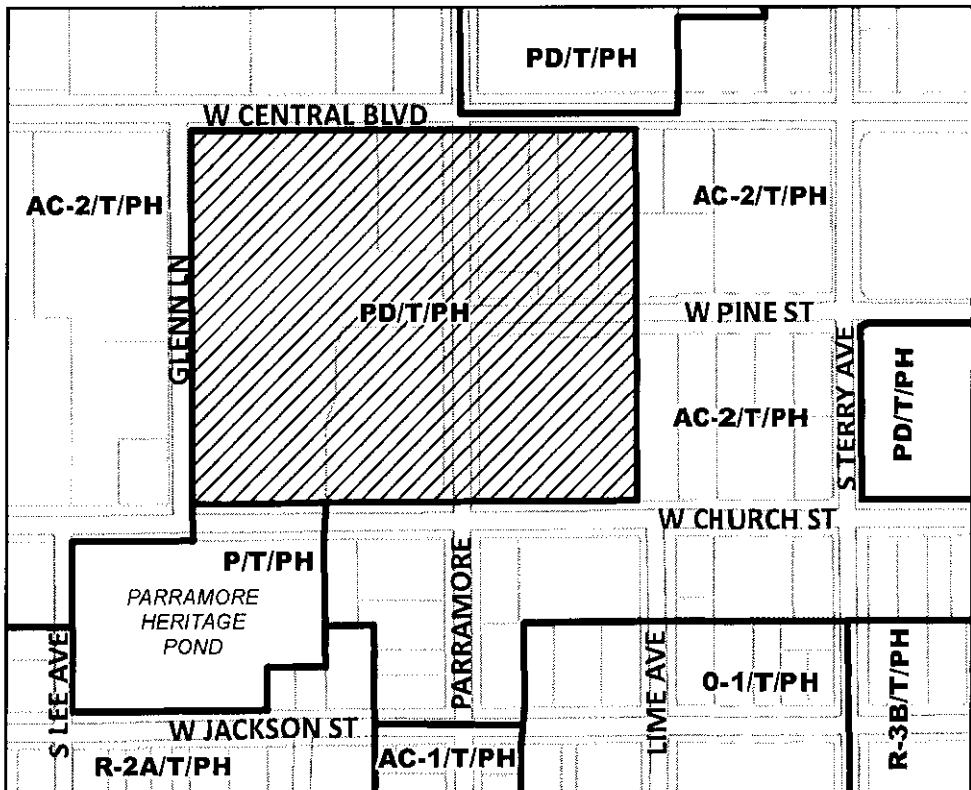 PD/T/PH
W CENTRAL BLVD
AC-2/T/PH
AC-2/T/PH
GLENN LN
PD/T/PH
W PINE ST
S TERRY AVE
PD/T/PH
AC-2/T/PH
W CHURCH ST
P/T/PH
PARRAMORE
HERITAGE
POND
PARRAMORE
S LEE AVE
LIME AVE
O-1/T/PH
R-3B/T/PH
W JACKSON ST
R-2A/T/PH
AC-1/T/PH